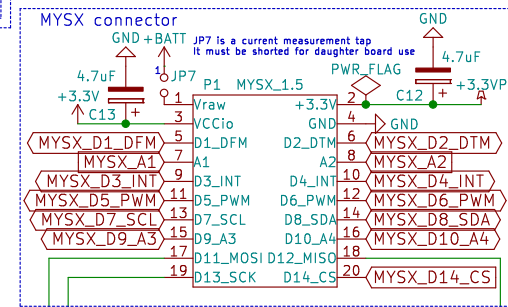 MYSX connector
GND
+BATT
JP7 is a current measurement tap
It must be shorted for daughter board use
GND
4.7uF
1
JP7
P1
MYSX_1.5
PWR_FLAG
4.7uF
+3.3V
C13
C12
+3.3VP
1 Vraw +3.3V 2
3 VCCio GND 4 GND
MYSX_D1_DFM 5 D1_DFM D2_DTM 6 MYSX_D2_DTM
MYSX_A1 7 A1 A2 8 MYSX_A2
MYSX_D3_INT 9 D3_INT D4_INT 10 MYSX_D4_INT
MYSX_D5_PWM 11 D5_PWM D6_PWM 12 MYSX_D6_PWM
MYSX_D7_SCL 13 D7_SCL D8_SDA 14 MYSX_D8_SDA
MYSX_D9_A3 15 D9_A3 D10_A4 16 MYSX_D10_A4
17 D11_MOSI D12_MISO 18
19 D13_SCK D14_CS 20 MYSX_D14_CS